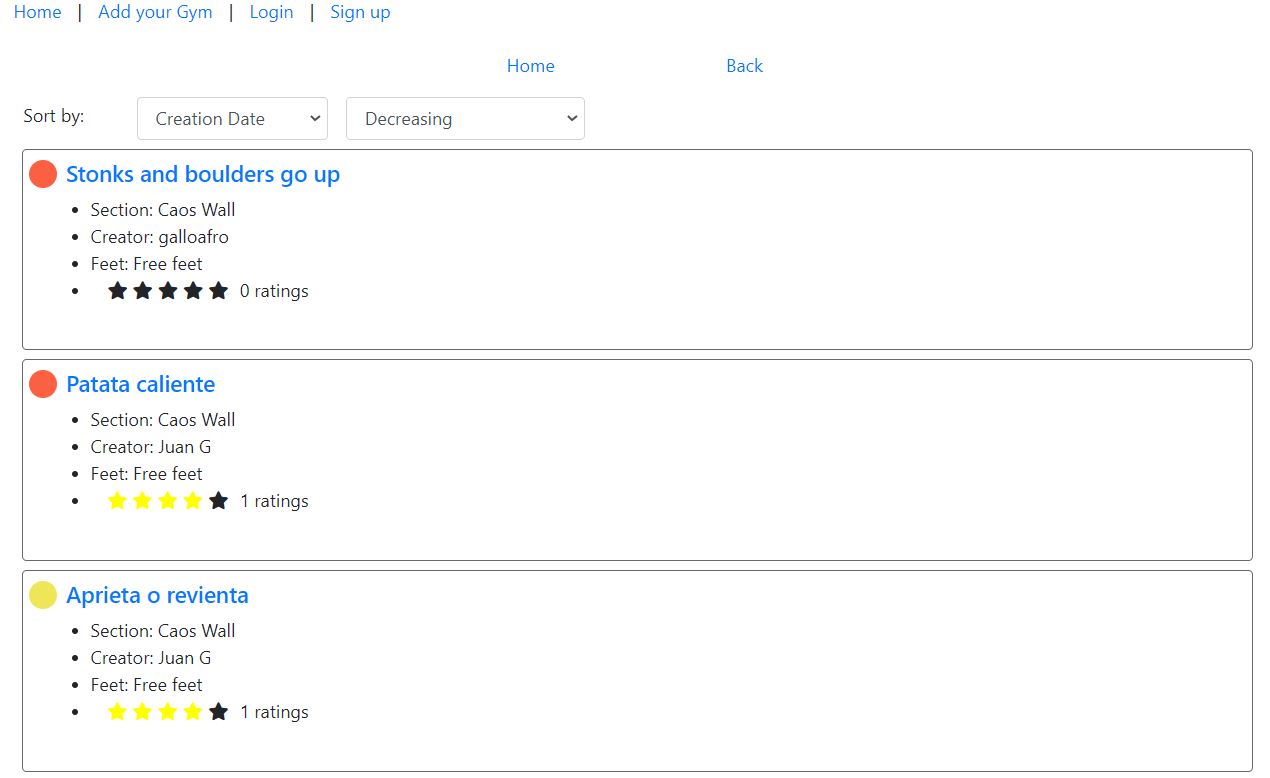 Home | Add your Gym | Login | Sign up
Home Back
Sort by: Creation Date Decreasing
Stonks and boulders go up
Section: Caos Wall
Creator: galloafro
Feet: Free feet
0 ratings
Patata caliente
Section: Caos Wall
Creator: Juan G
Feet: Free feet
1 ratings
Aprieta o revienta
Section: Caos Wall
Creator: Juan G
Feet: Free feet
1 ratings